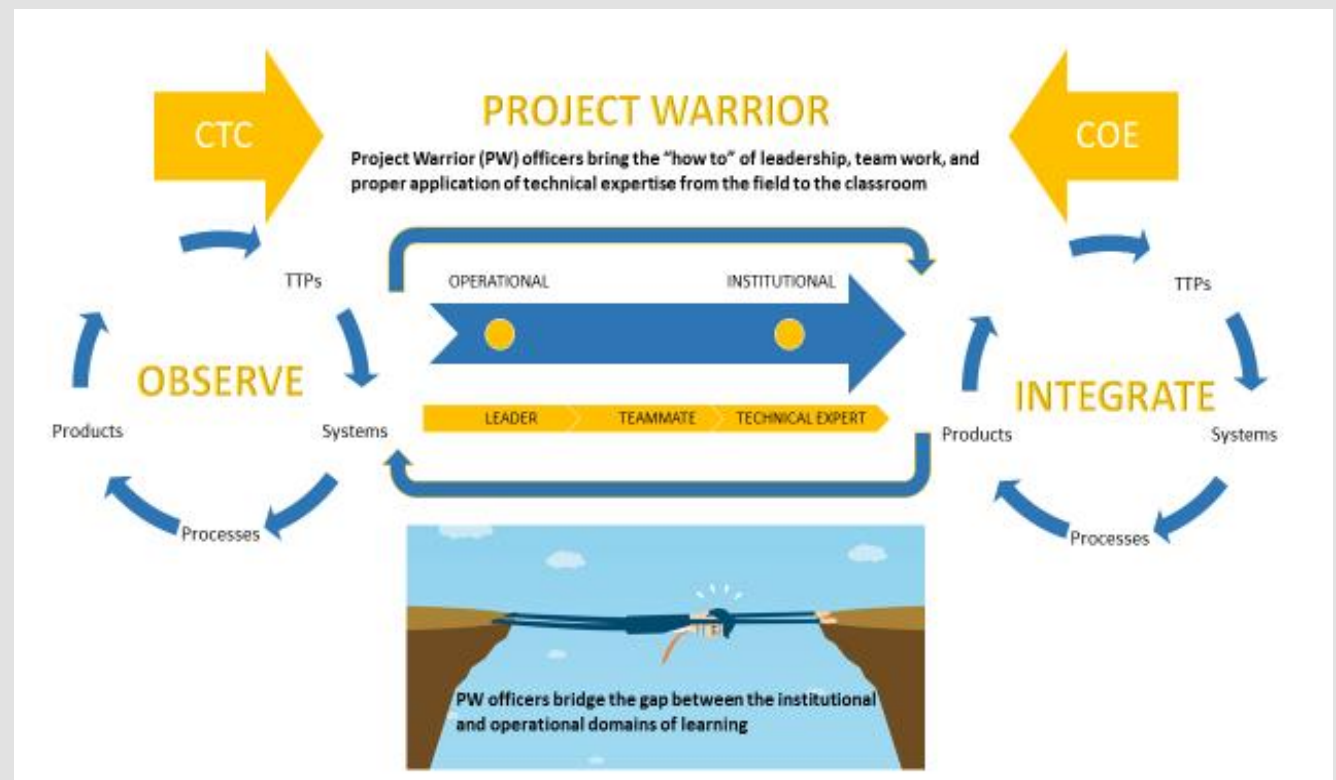 CTC
PROJECT WARRIOR
COE
Project Warrior (PW) officers bring the “how to” of leadership, team work, and
proper application of technical expertise from the field to the classroom
TTPs
OBSERVE
Products
Systems
Processes
OPERATIONAL
INSTITUTIONAL
LEADER
TEAMMATE
TECHNICAL EXPERT
TTPs
INTEGRATE
Products
Systems
Processes
PW officers bridge the gap between the institutional
and operational domains of learning